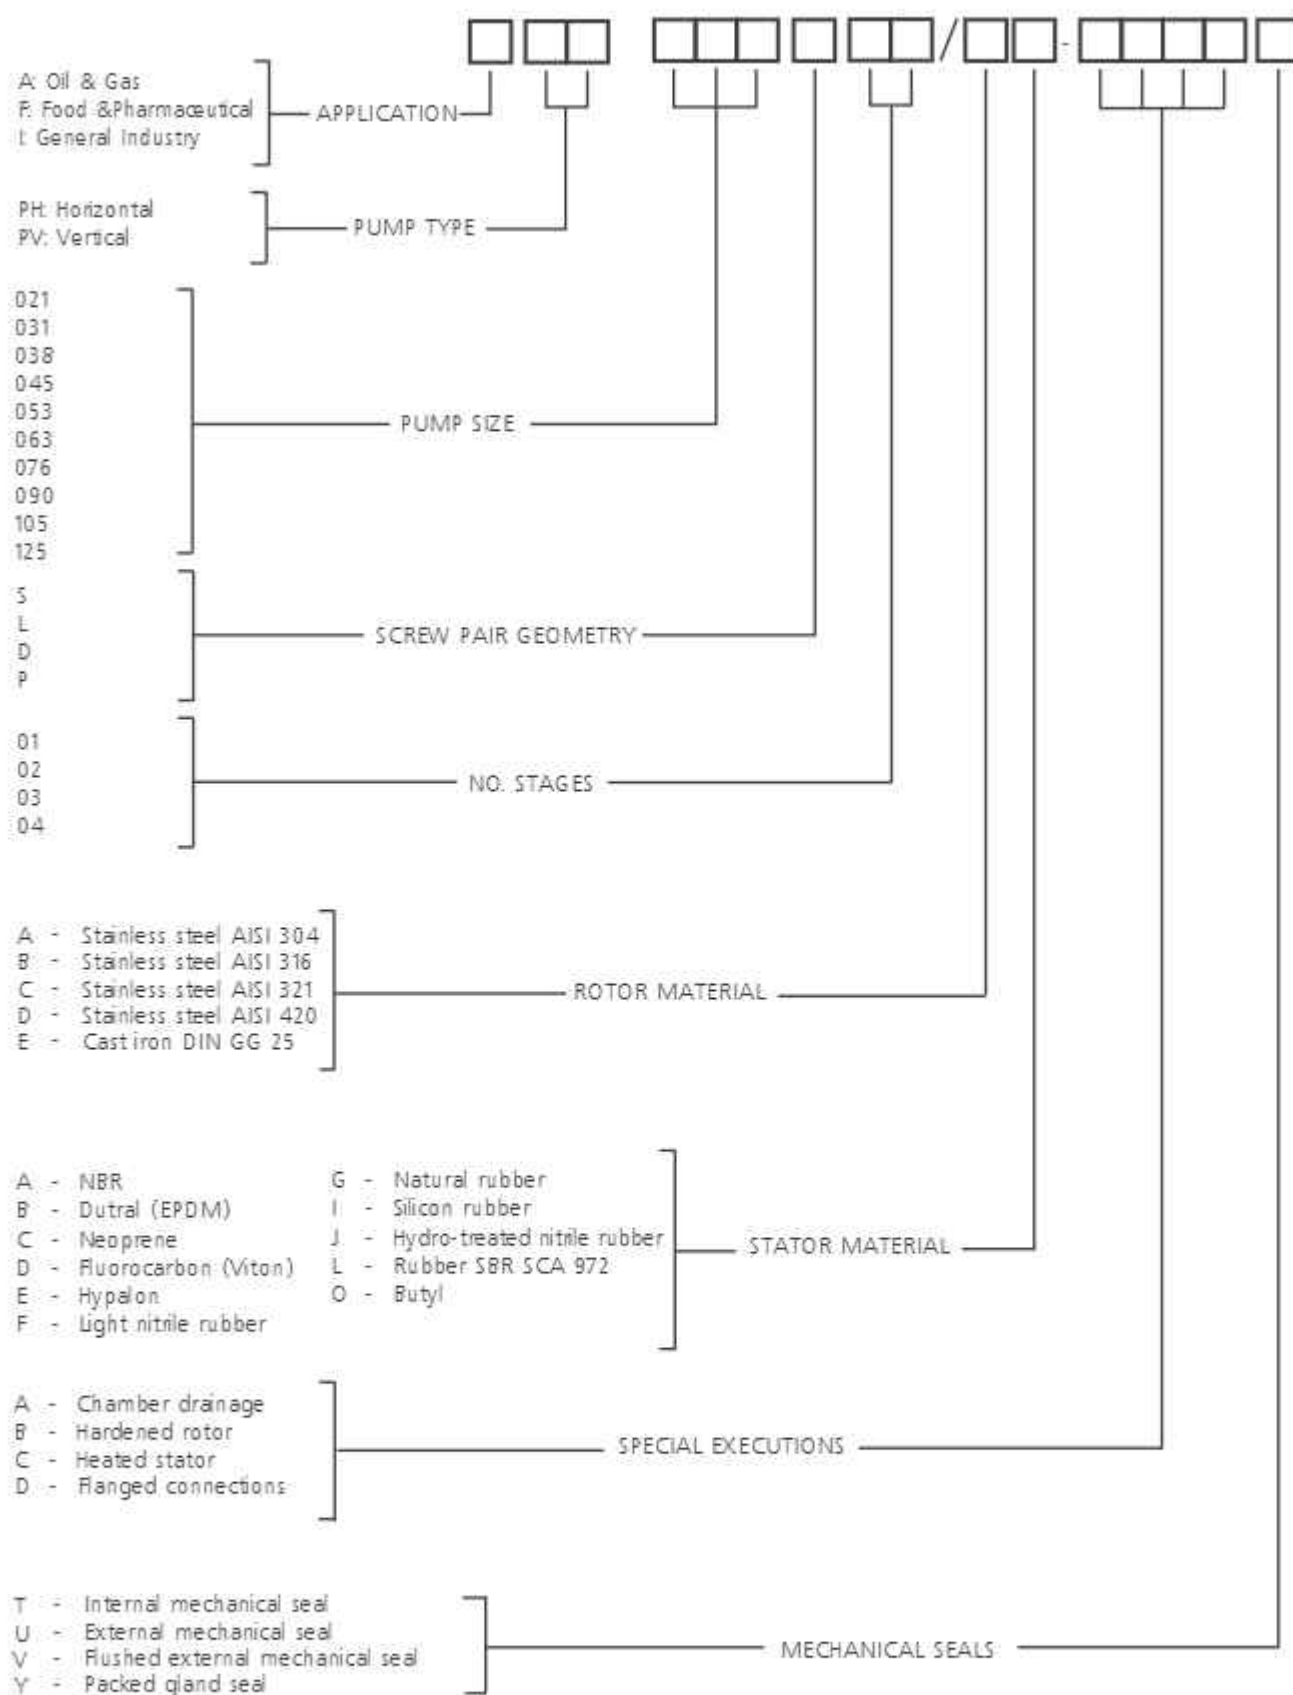 / -
A: Oil & Gas
F: Food &Pharmaceutical
I: General Industry
APPLICATION
PH: Horizontal
PV: Vertical
PUMP TYPE
021
031
038
045
053
063
076
090
105
125
PUMP SIZE
S
L
D
P
SCREW PAIR GEOMETRY
01
02
03
04
NO. STAGES
A - Stainless steel AISI 304
B - Stainless steel AISI 316
C - Stainless steel AISI 321
D - Stainless steel AISI 420
E - Cast iron DIN GG 25
ROTOR MATERIAL
A - NBR
B - Dutral (EPDM)
C - Neoprene
D - Fluorocarbon (Viton)
E - Hypalon
F - Light nitrile rubber
G - Natural rubber
I - Silicon rubber
J - Hydro-treated nitrile rubber
L - Rubber SBR SCA 972
O - Butyl
STATOR MATERIAL
A - Chamber drainage
B - Hardened rotor
C - Heated stator
D - Flanged connections
SPECIAL EXECUTIONS
T - Internal mechanical seal
U - External mechanical seal
V - Flushed external mechanical seal
Y - Packed gland seal
MECHANICAL SEALS